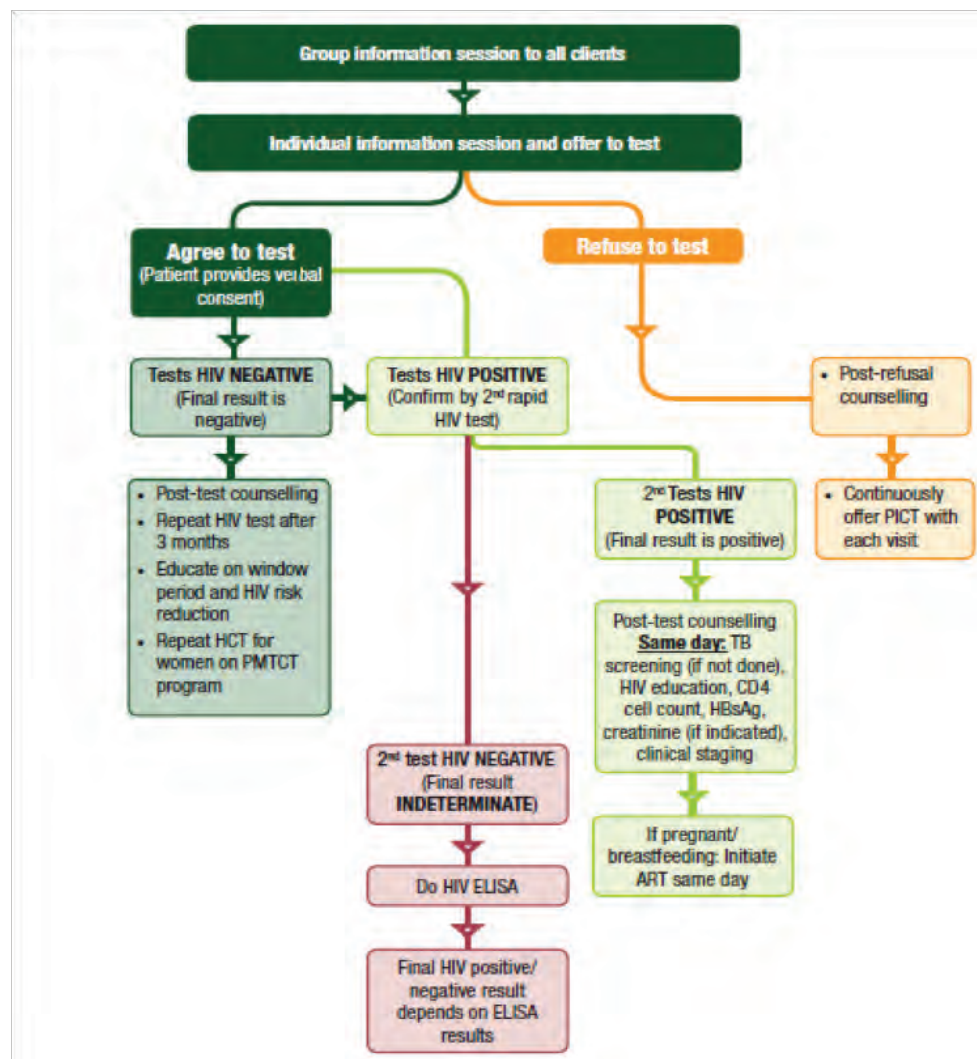 Group information session to all clients
Individual information session and offer to test
Agree to test
(Patient provides verbal
consent)
Refuse to test
Tests HIV NEGATIVE
(Final result is
negative)
Tests HIV POSITIVE
(Confirm by 2nd rapid
HIV test)
• Post-refusal
counselling
• Post-test counselling
• Repeat HIV test after
3 months
• Educate on window
period and HIV risk
reduction
• Repeat HCT for
women on PMTCT
program
2nd Tests HIV
POSITIVE
(Final result is positive)
• Continuously
offer PICT with
each visit
Post-test counselling
Same day: TB
screening (if not done),
HIV education, CD4
cell count, HBsAg,
creatinine (if indicated),
clinical staging
2nd test HIV NEGATIVE
(Final result
INDETERMINATE)
If pregnant/
breastfeeding: Initiate
ART same day
Do HIV ELISA
Final HIV positive/
negative result
depends on ELISA
results